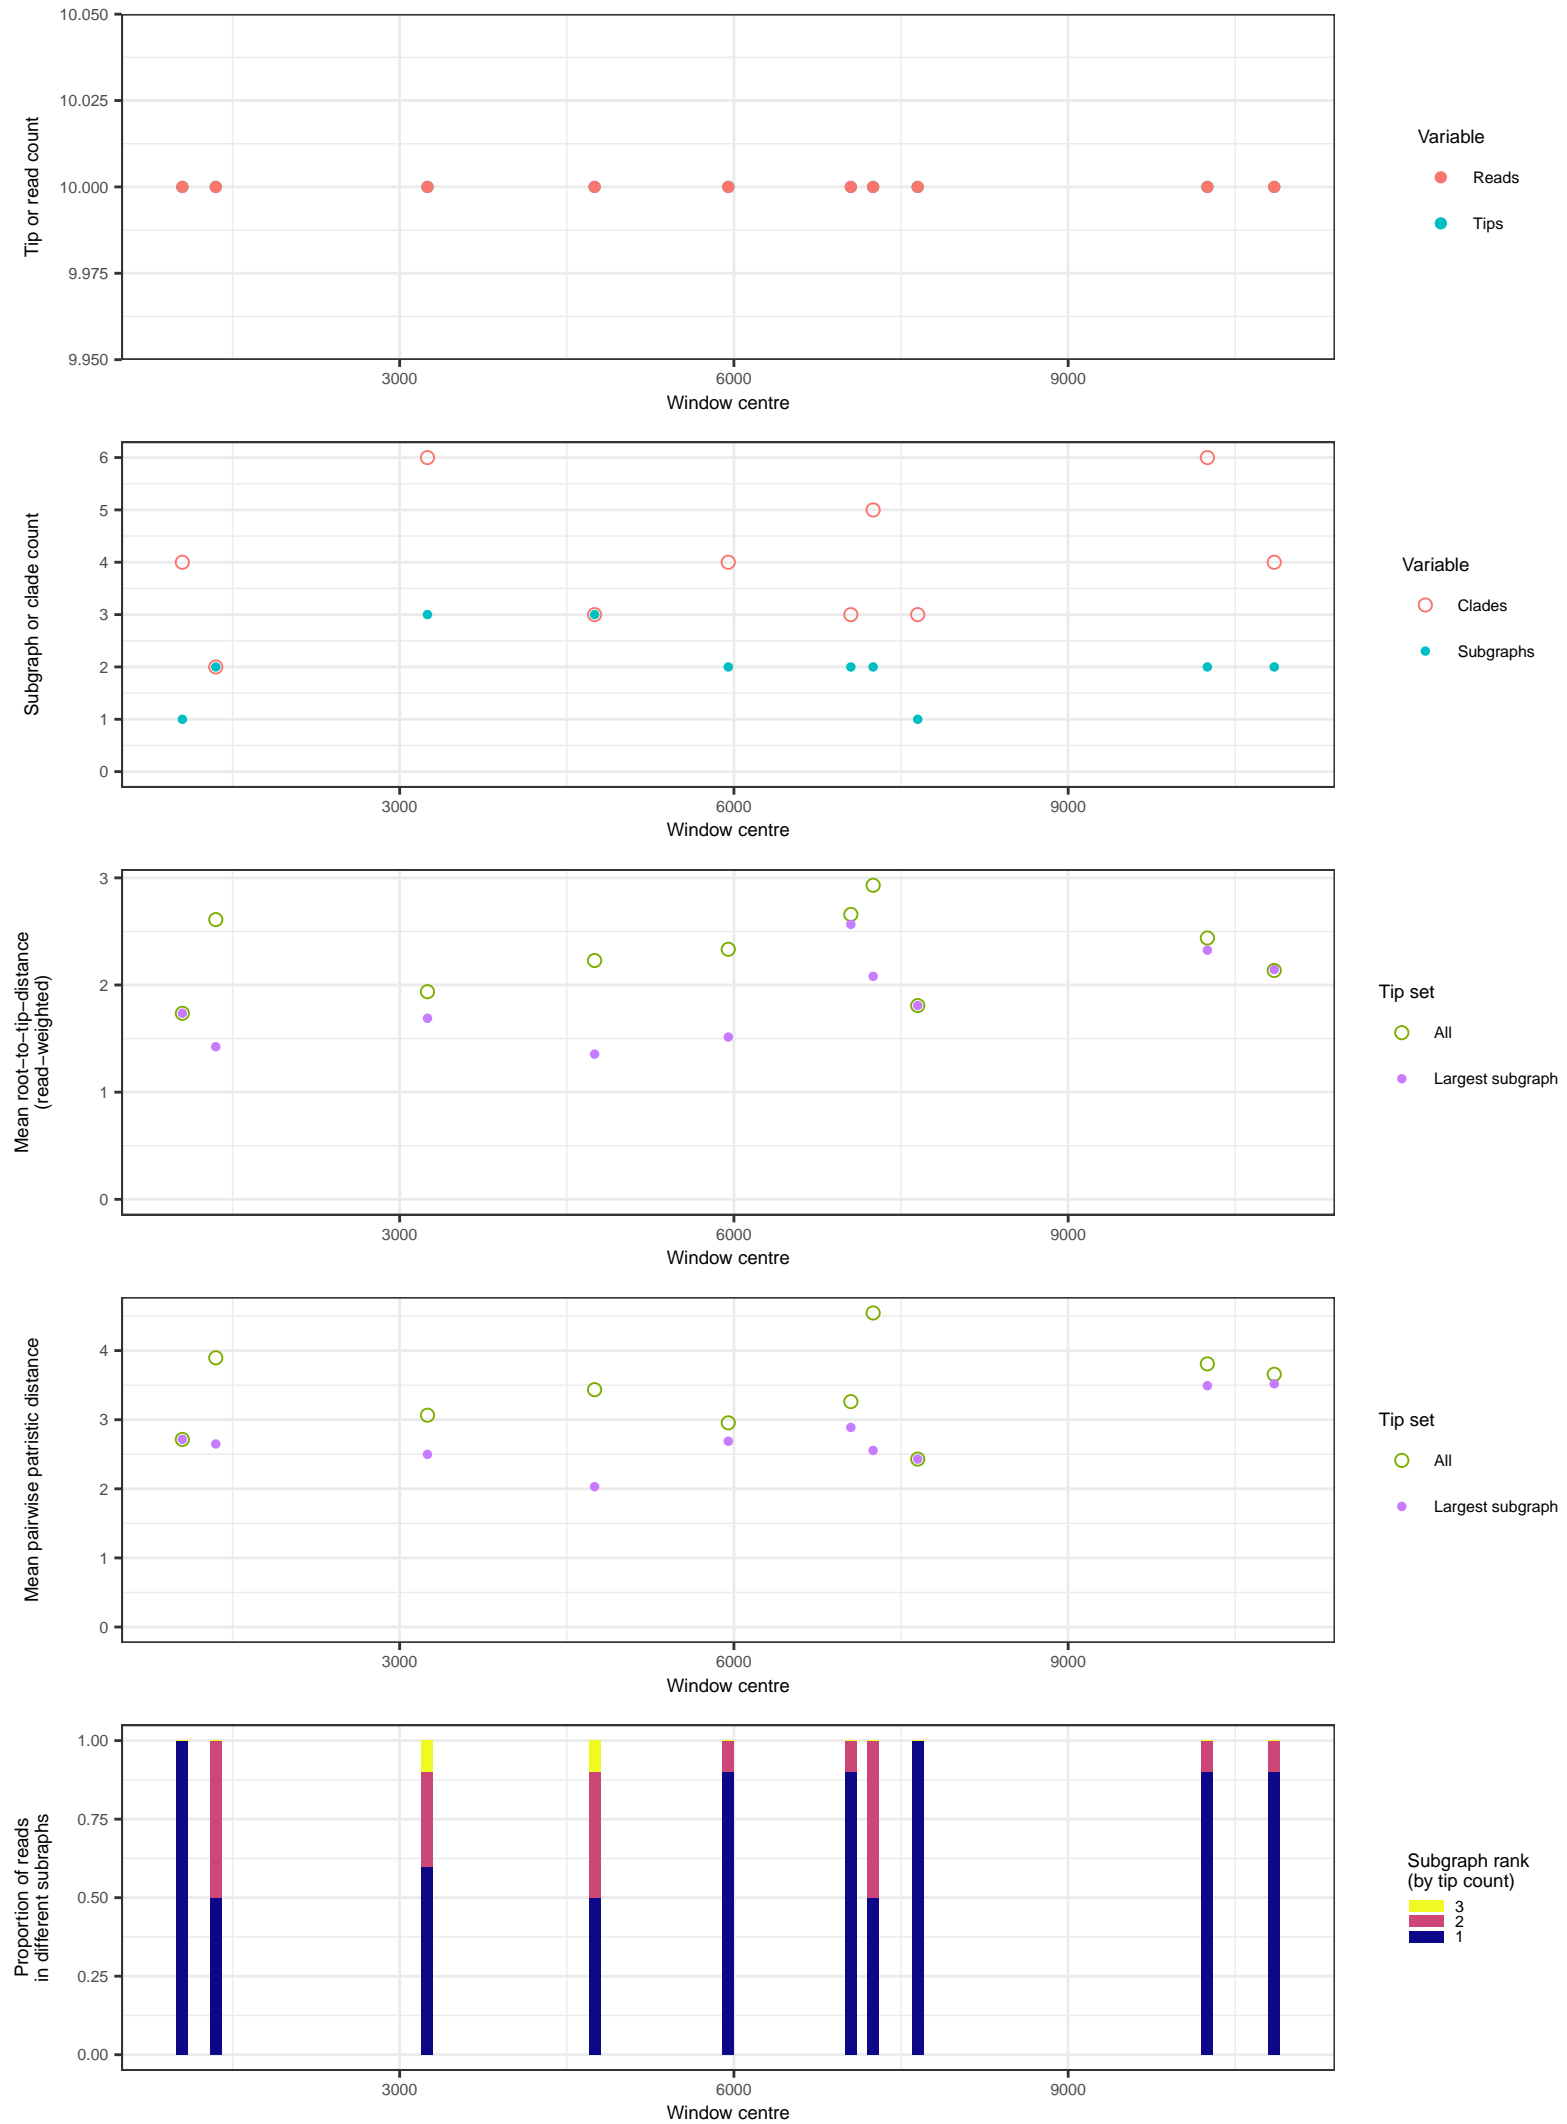 10.050
10.025
10.000
9.975
9.950
Tip or read count
3000 6000 9000
Window centre
Variable
Reads
Tips
6
5
4
3
2
1
0
Subgraph or clade count
3000 6000 9000
Window centre
Variable
Clades
Subgraphs
3
2
1
0
Mean root-to-tip-distance
(read-weighted)
3000 6000 9000
Window centre
Tip set
All
Largest subgraph
4
3
2
1
0
Mean pairwise patristic distance
3000 6000 9000
Window centre
Tip set
All
Largest subgraph
1.00
0.75
0.50
0.25
0.00
Proportion of reads
in different subraphs
3000 6000 9000
Window centre
Subgraph rank
(by tip count)
3
2
1